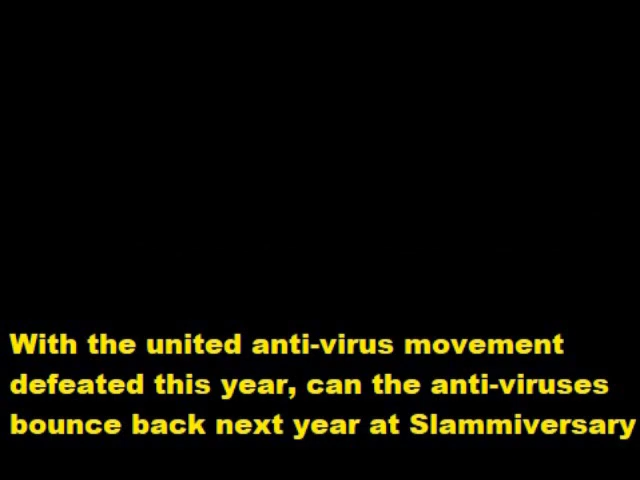 With the united anti-virus movement
defeated this year, can the anti-viruses
bounce back next year at Slammiversary